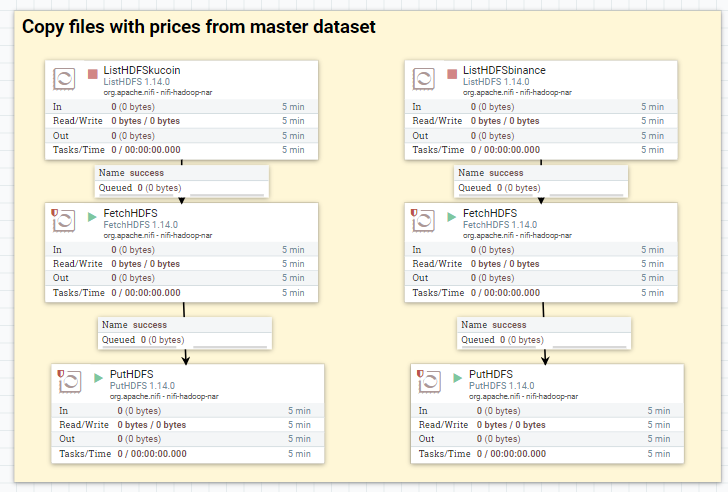 Copy files with prices from master dataset
ListHDFSkucoin
ListHDFS 1.14.0
org.apache.nifi - nifi-hadoop-nar
In 0 (0 bytes) 5 min
Read/Write 0 bytes / 0 bytes 5 min
Out 0 (0 bytes) 5 min
Tasks/Time 0 / 00:00:00.000 5 min
Name success
Queued 0 (0 bytes)
FetchHDFS
FetchHDFS 1.14.0
org.apache.nifi - nifi-hadoop-nar
In 0 (0 bytes) 5 min
Read/Write 0 bytes / 0 bytes 5 min
Out 0 (0 bytes) 5 min
Tasks/Time 0 / 00:00:00.000 5 min
Name success
Queued 0 (0 bytes)
PutHDFS
PutHDFS 1.14.0
org.apache.nifi - nifi-hadoop-nar
In 0 (0 bytes) 5 min
Read/Write 0 bytes / 0 bytes 5 min
Out 0 (0 bytes) 5 min
Tasks/Time 0 / 00:00:00.000 5 min
ListHDFSbinance
ListHDFS 1.14.0
org.apache.nifi - nifi-hadoop-nar
In 0 (0 bytes) 5 min
Read/Write 0 bytes / 0 bytes 5 min
Out 0 (0 bytes) 5 min
Tasks/Time 0 / 00:00:00.000 5 min
Name success
Queued 0 (0 bytes)
FetchHDFS
FetchHDFS 1.14.0
org.apache.nifi - nifi-hadoop-nar
In 0 (0 bytes) 5 min
Read/Write 0 bytes / 0 bytes 5 min
Out 0 (0 bytes) 5 min
Tasks/Time 0 / 00:00:00.000 5 min
Name success
Queued 0 (0 bytes)
PutHDFS
PutHDFS 1.14.0
org.apache.nifi - nifi-hadoop-nar
In 0 (0 bytes) 5 min
Read/Write 0 bytes / 0 bytes 5 min
Out 0 (0 bytes) 5 min
Tasks/Time 0 / 00:00:00.000 5 min